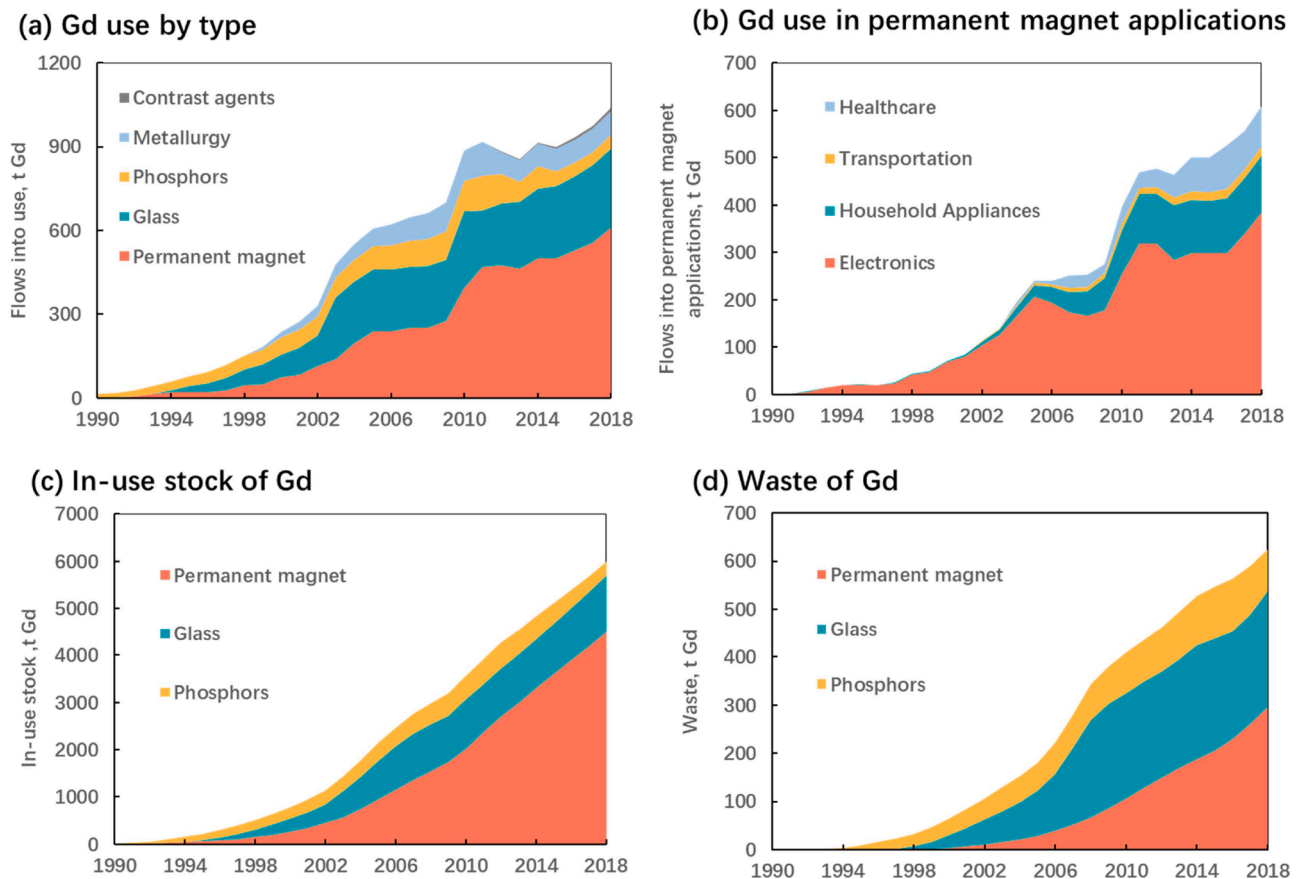 (a) Gd use by type
Flows into use, t Gd
1200
900
600
300
0
Contrast agents
Metallurgy
Phosphors
Glass
Permanent magnet
1990 1994 1998 2002 2006 2010 2014 2018
(b) Gd use in permanent magnet applications
Flows into permanent magnet
applications, t Gd
700
600
500
400
300
200
100
0
Healthcare
Transportation
Household Appliances
Electronics
1990 1994 1998 2002 2006 2010 2014 2018
(c) In-use stock of Gd
In-use stock ,t Gd
7000
6000
5000
4000
3000
2000
1000
0
Permanent magnet
Glass
Phosphors
1990 1994 1998 2002 2006 2010 2014 2018
(d) Waste of Gd
Waste, t Gd
700
600
500
400
300
200
100
0
Permanent magnet
Glass
Phosphors
1990 1994 1998 2002 2006 2010 2014 2018